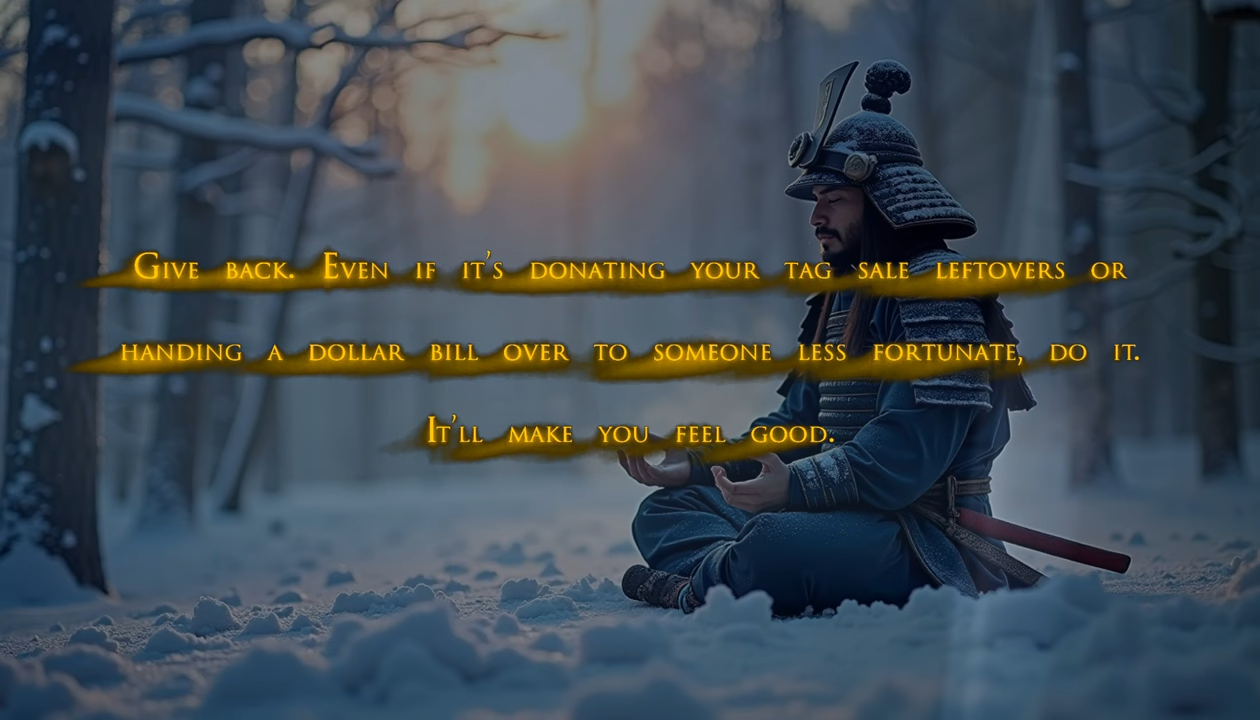 Give back. Even if it's donating your tag sale leftovers or
handing a dollar bill over to someone less fortunate, do it.
It'll make you feel good.